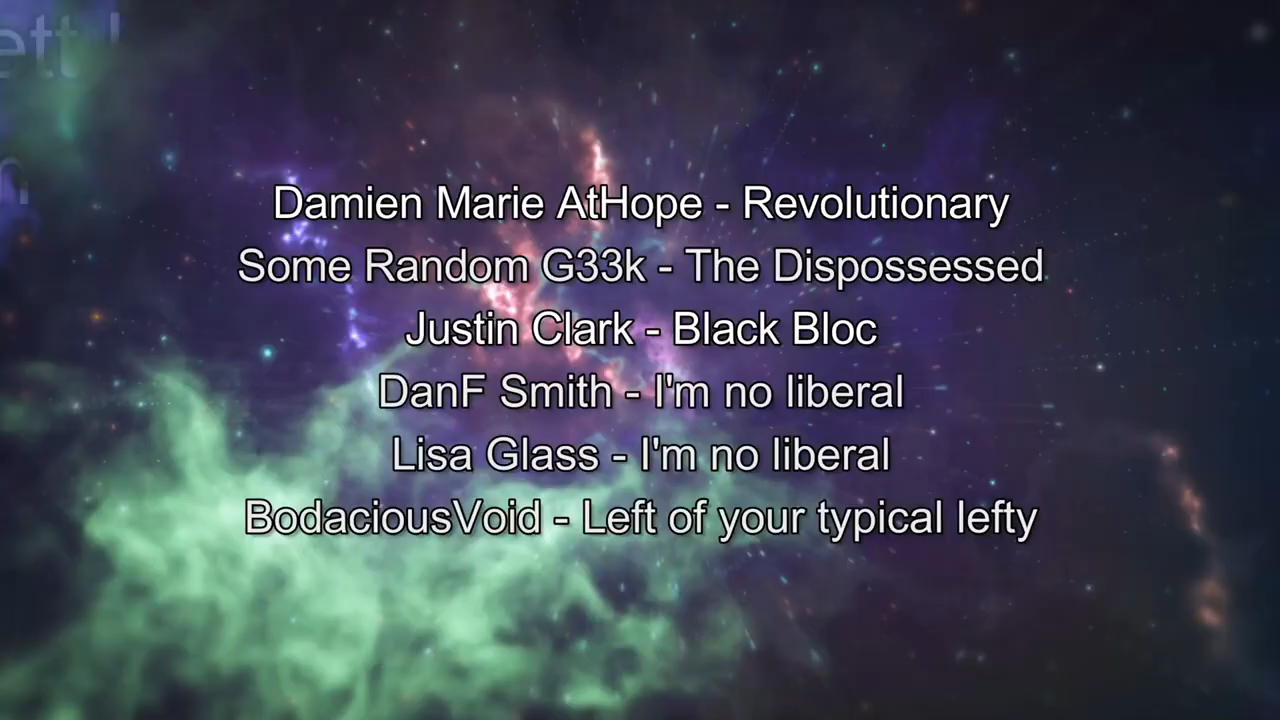 Damien Marie AtHope - Revolutionary
Some Random G33k - The Dispossessed
Justin Clark - Black Bloc
DanF Smith - I'm no liberal
Lisa Glass - I'm no liberal
BodaciousVoid - Left of your typical lefty